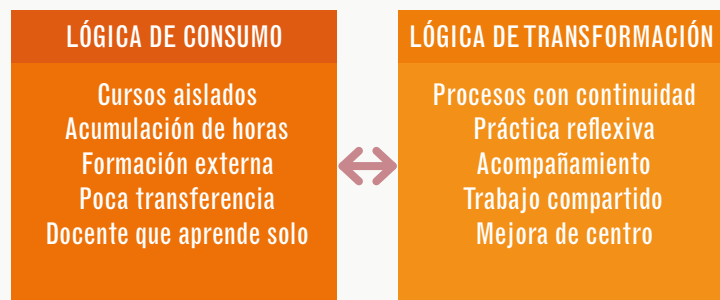 LÓGICA DE CONSUMO
Cursos aislados
Acumulación de horas
Formación externa
Poca transferencia
Docente que aprende solo
LÓGICA DE TRANSFORMACIÓN
Procesos con continuidad
Práctica reflexiva
Acompañamiento
Trabajo compartido
Mejora de centro